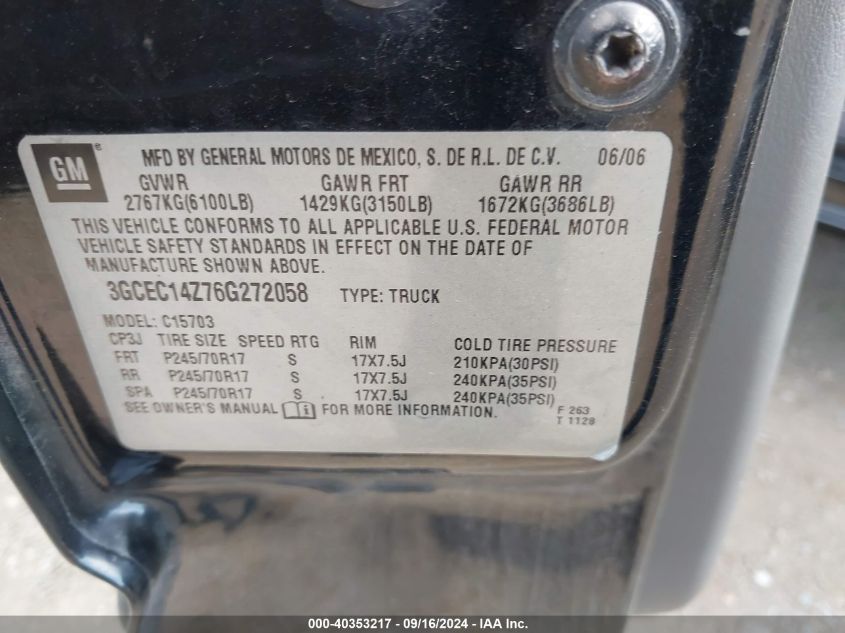 GM ®
MFD BY GENERAL MOTORS DE MEXICO, S. DE R.L. DE C.V. 06/06
GVWR GAWR FRT GAWR RR
2767KG(6100LB) 1429KG(3150LB) 1672KG(3686LB)
THIS VEHICLE CONFORMS TO ALL APPLICABLE U.S. FEDERAL MOTOR
VEHICLE SAFETY STANDARDS IN EFFECT ON THE DATE OF
MANUFACTURE SHOWN ABOVE.
3GCEC14Z76G272058 TYPE: TRUCK
MODEL: C15703
CP3J TIRE SIZE SPEED RTG RIM COLD TIRE PRESSURE
FRT P245/70R17 S 17X7.5J 210KPA(30PSI)
RR P245/70R17 S 17X7.5J 240KPA(35PSI)
SPA P245/70R17 S 17X7.5J 240KPA(35PSI)
SEE OWNER'S MANUAL i FOR MORE INFORMATION. F 263
T 1128
000-40353217 - 09/16/2024 - IAA Inc.